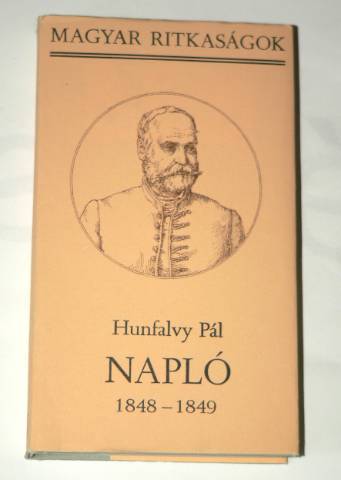 MAGYAR RITKASÁGOK
Hunfalvy Pál
NAPLÓ
1848–1849